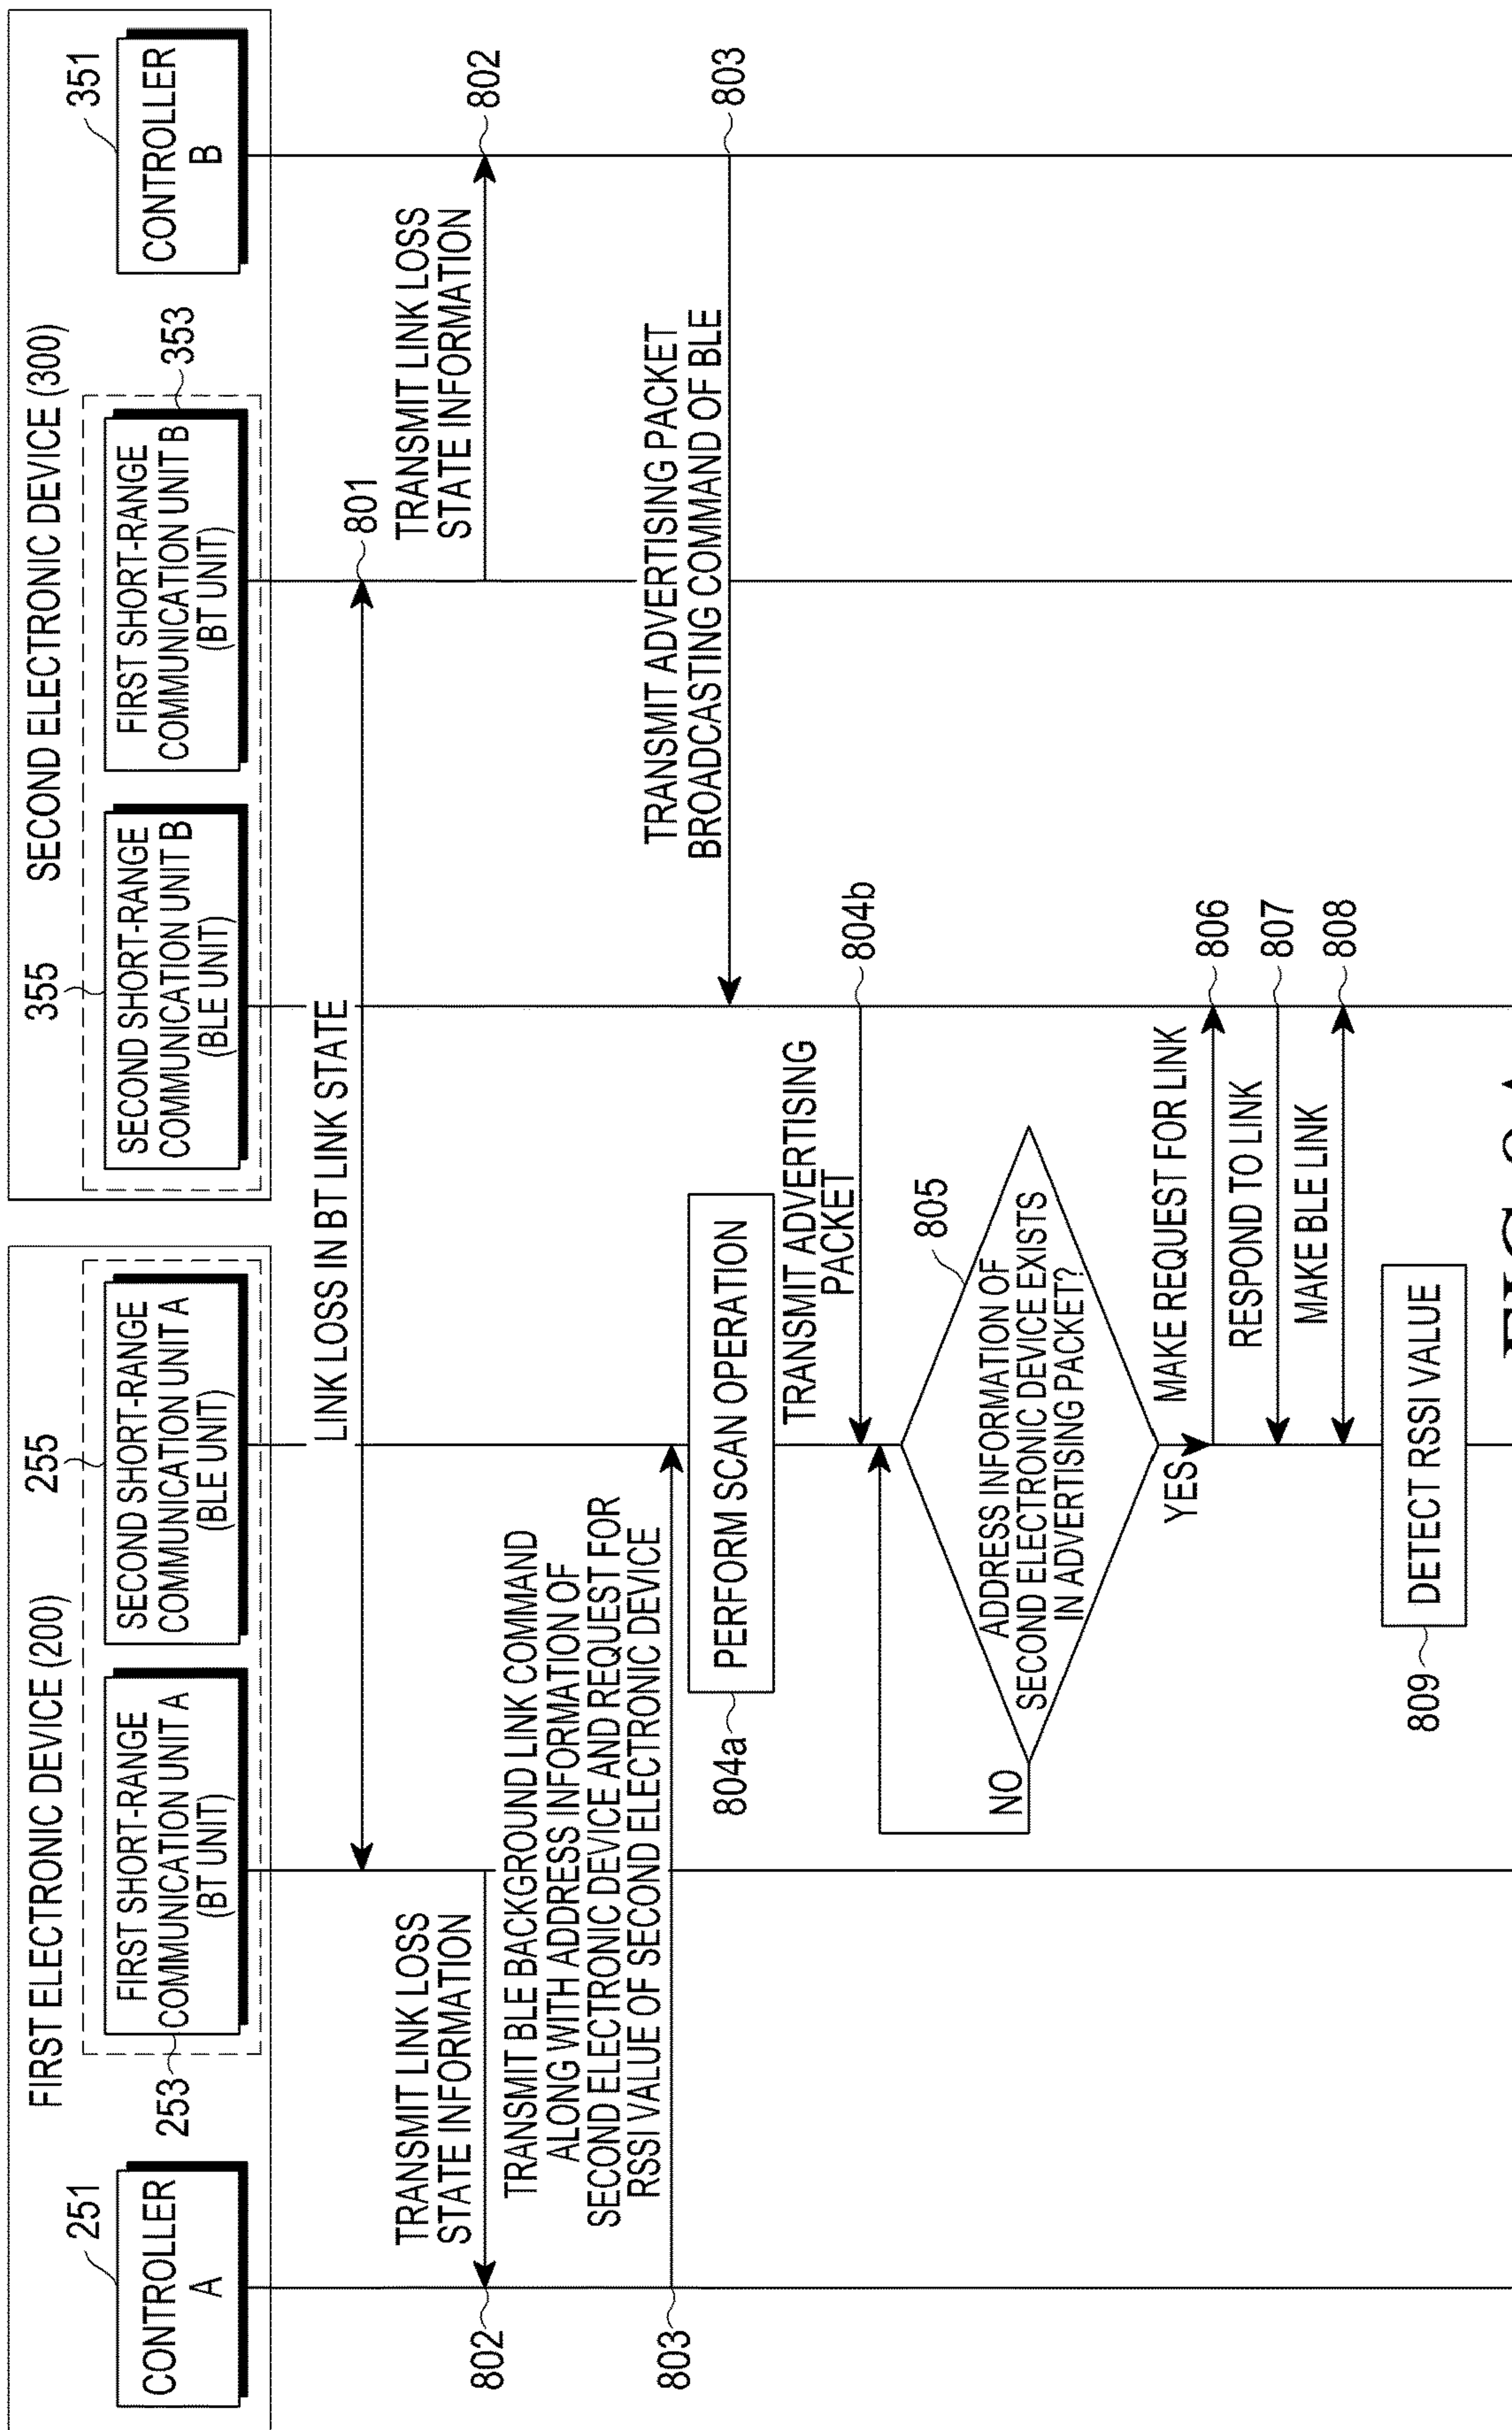 FIRST ELECTRONIC DEVICE (200)
SECOND ELECTRONIC DEVICE (300)
251
CONTROLLER
A
253
FIRST SHORT-RANGE
COMMUNICATION UNIT A
(BT UNIT)
255
SECOND SHORT-RANGE
COMMUNICATION UNIT A
(BLE UNIT)
355
SECOND SHORT-RANGE
COMMUNICATION UNIT B
(BLE UNIT)
FIRST SHORT-RANGE
COMMUNICATION UNIT B
(BT UNIT)
353
351
CONTROLLER
B
LINK LOSS IN BT LINK STATE
801
802
TRANSMIT LINK LOSS
STATE INFORMATION
TRANSMIT LINK LOSS
STATE INFORMATION
802
803
TRANSMIT BLE BACKGROUND LINK COMMAND
ALONG WITH ADDRESS INFORMATION OF
SECOND ELECTRONIC DEVICE AND REQUEST FOR
RSSI VALUE OF SECOND ELECTRONIC DEVICE
TRANSMIT ADVERTISING PACKET
BROADCASTING COMMAND OF BLE
803
804a
PERFORM SCAN OPERATION
TRANSMIT ADVERTISING
PACKET
804b
805
ADDRESS INFORMATION OF
SECOND ELECTRONIC DEVICE EXISTS
IN ADVERTISING PACKET?
NO
YES
MAKE REQUEST FOR LINK
806
RESPOND TO LINK
807
MAKE BLE LINK
808
809
DETECT RSSI VALUE